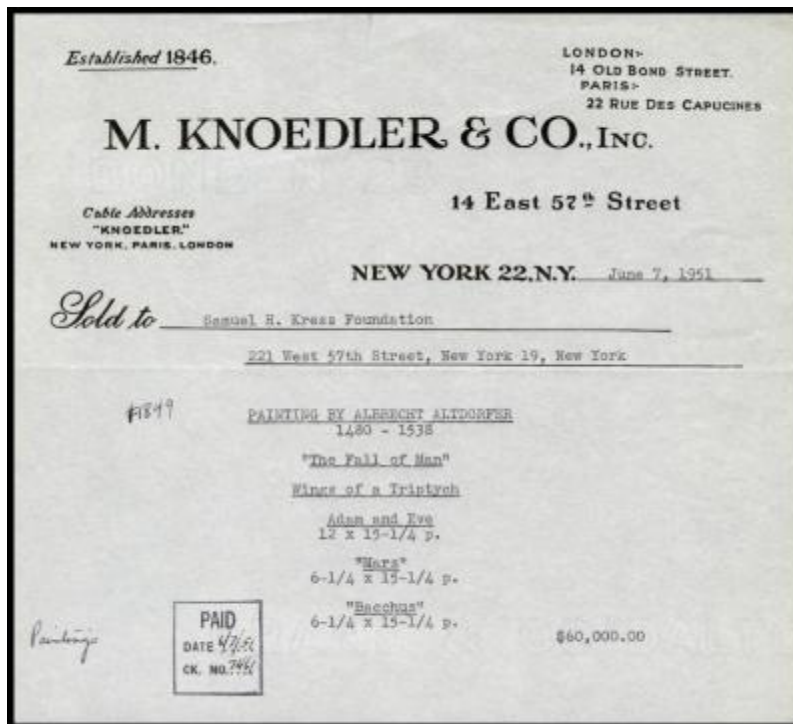 Established 1846.
LONDON:-
14 OLD BOND STREET.
PARIS:-
22 RUE DES CAPUCINES
M. KNOEDLER & CO., INC.
14 East 57th Street
Cable Addresses
"KNOEDLER."
NEW YORK, PARIS, LONDON
NEW YORK 22, N.Y. June 7, 1951
Sold to Samuel H. Kress Foundation
221 West 57th Street, New York 19, New York
PAINTING BY ALBRECHT ALTDORFER
1480 - 1538
"The Fall of Man"
Wings of a Triptych
Adam and Eve
12 x 15-1/4 p.
"Mars"
6-1/4 x 15-1/4 p.
"Bacchus"
6-1/4 x 15-1/4 p.
$60,000.00
Paintings
PAID
DATE
CK. NO.